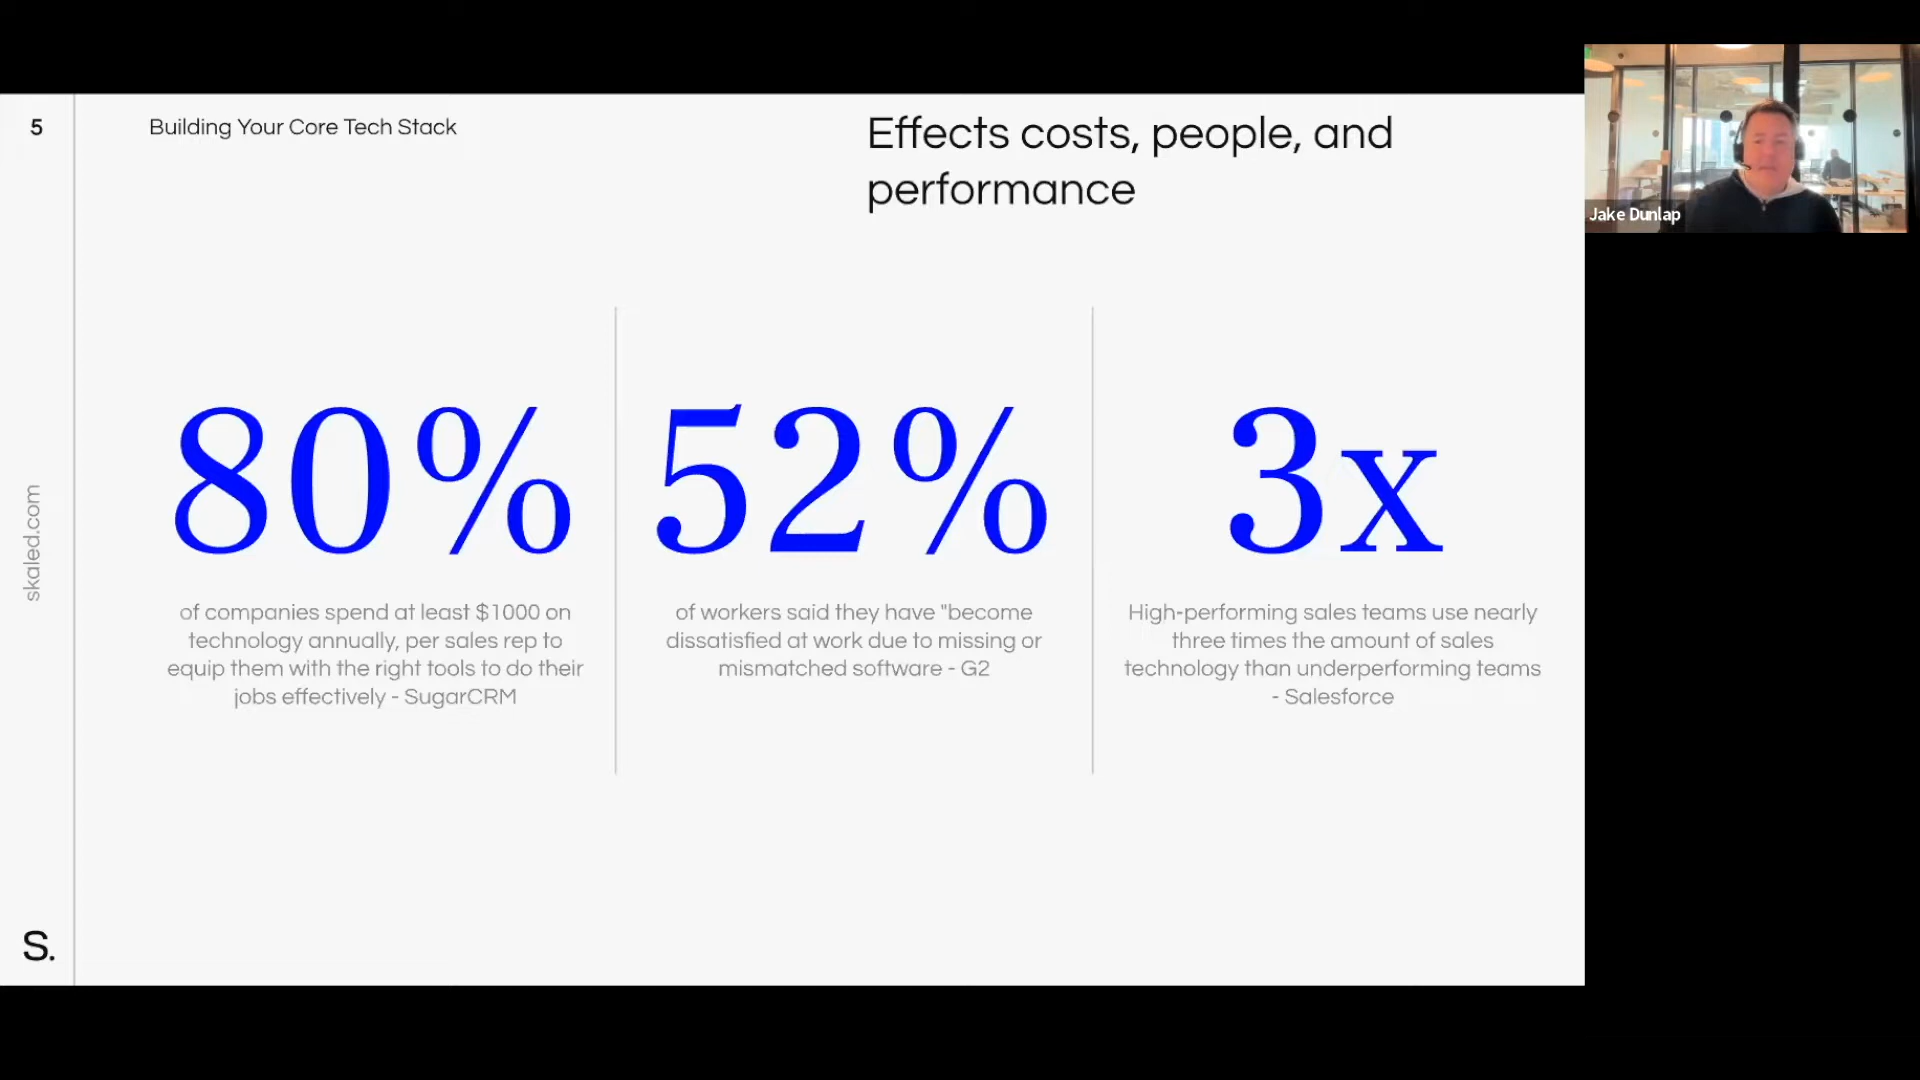 5
Building Your Core Tech Stack
Effects costs, people, and
performance
Jake Dunlap
80%
of companies spend at least $1000 on
technology annually, per sales rep to
equip them with the right tools to do their
jobs effectively - SugarCRM
52%
of workers said they have "become
dissatisfied at work due to missing or
mismatched software - G2
3x
High-performing sales teams use nearly
three times the amount of sales
technology than underperforming teams
- Salesforce
skaled.com
S.